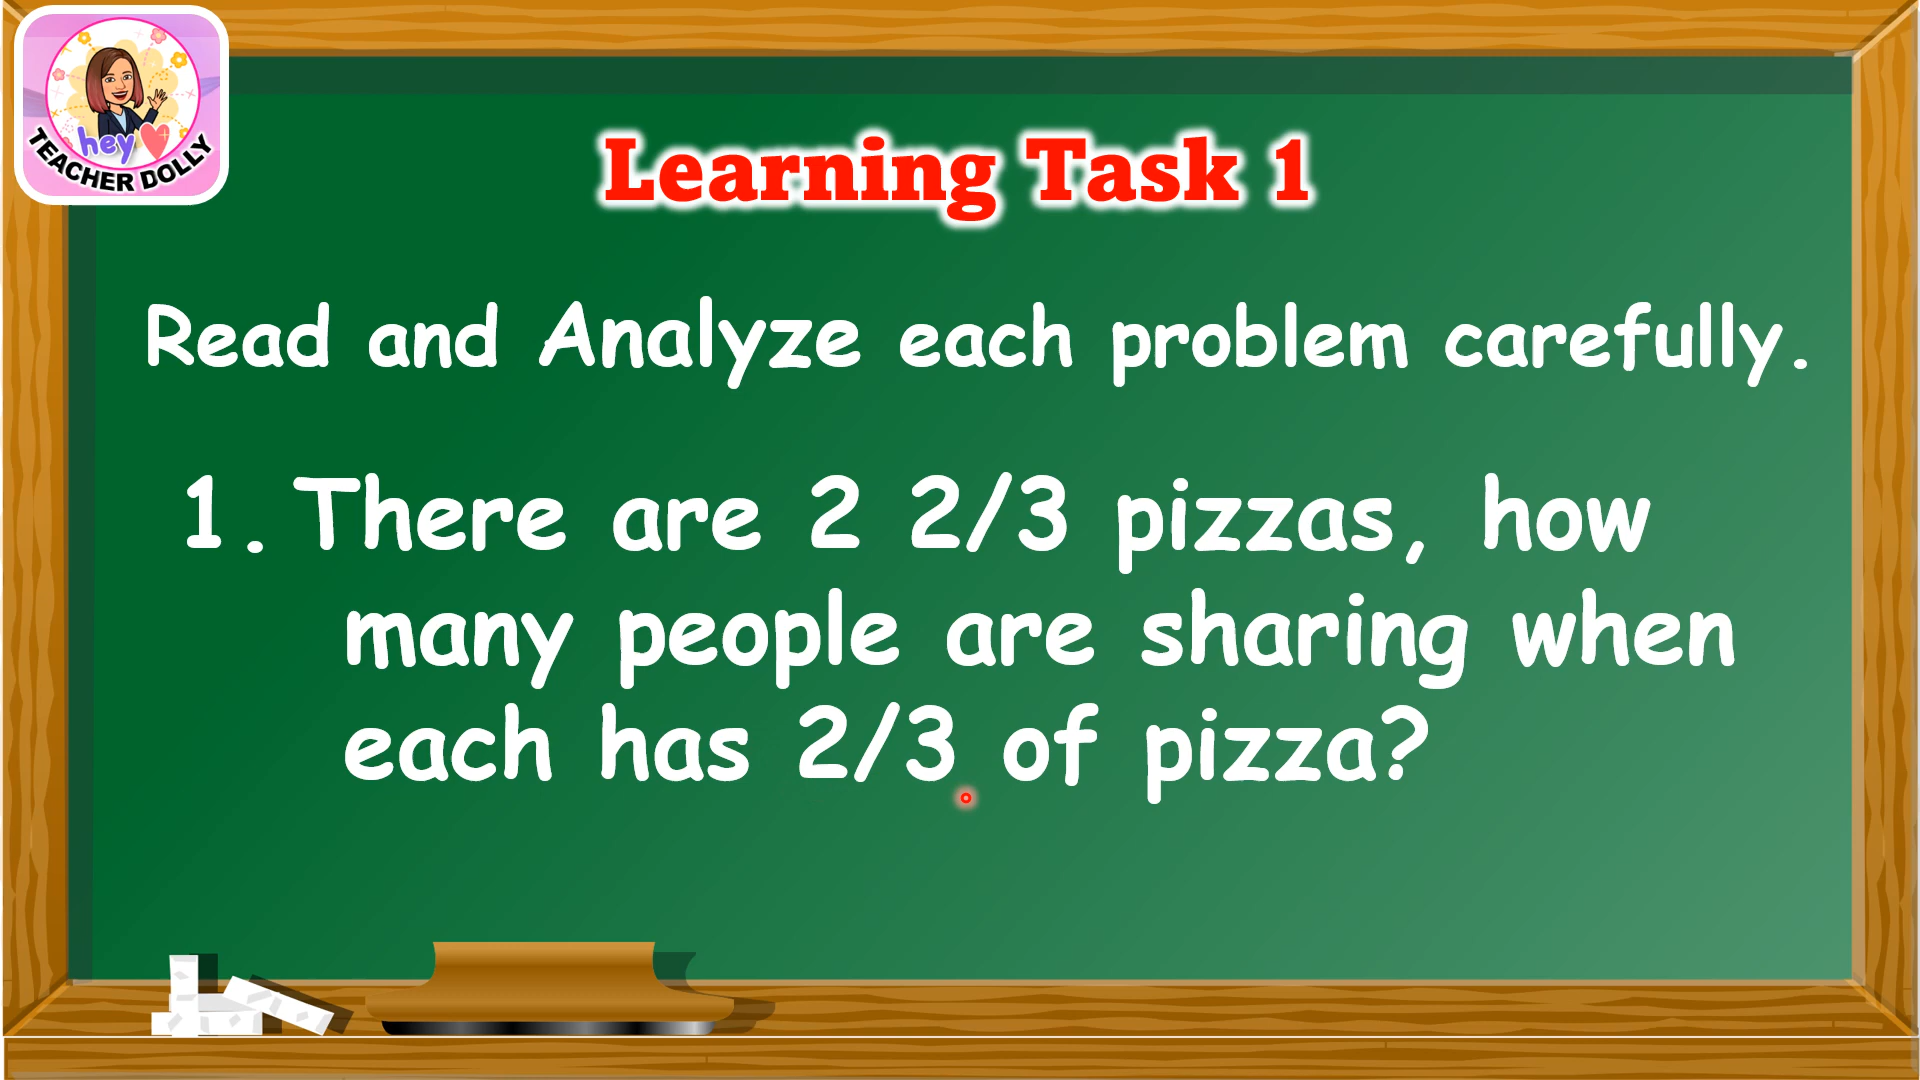 hey
TEACHER DOLLY
Learning Task 1
Read and Analyze each problem carefully.
1. There are 2 2/3 pizzas, how
many people are sharing when
each has 2/3 of pizza?